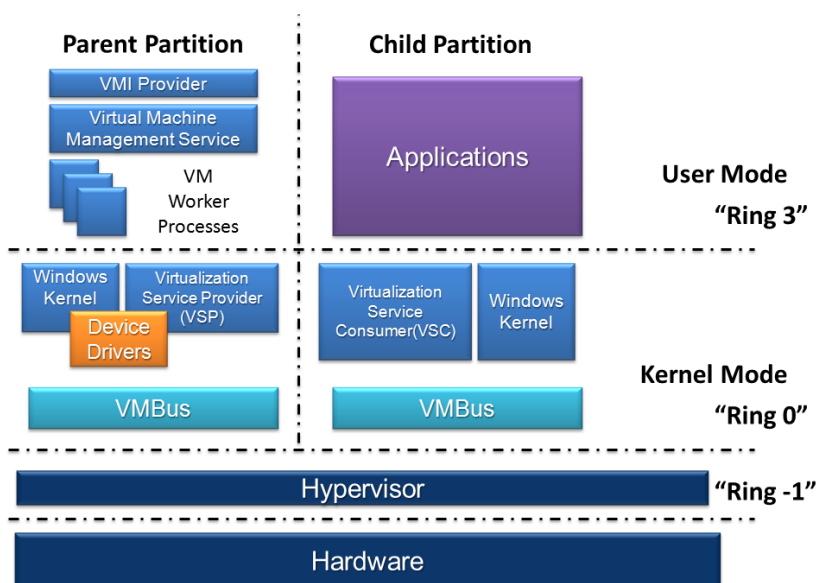 Parent Partition
Child Partition
VMI Provider
Virtual Machine
Management Service
VM
Worker
Processes
Applications
User Mode
“Ring 3”
Windows
Kernel
Virtualization
Service Provider
(VSP)
Device
Drivers
Virtualization
Service
Consumer(VSC)
Windows
Kernel
VMBus
VMBus
Kernel Mode
“Ring 0”
Hypervisor
“Ring -1”
Hardware